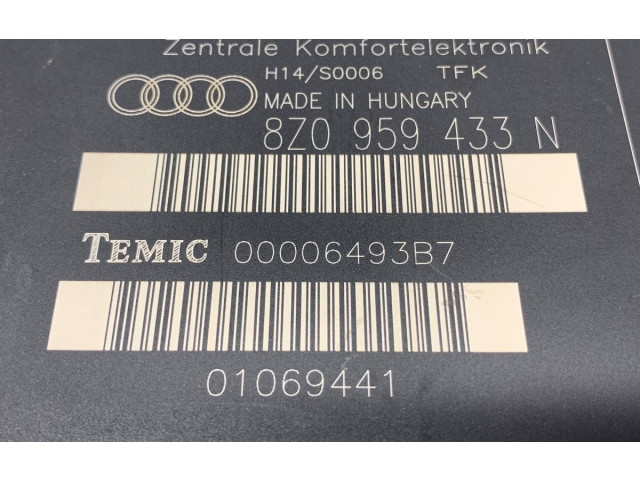 Zentrale Komfortelektronik
H14/S0006 TFK
MADE IN HUNGARY
8Z0 959 433 N
TEMIC 00006493B7
01069441